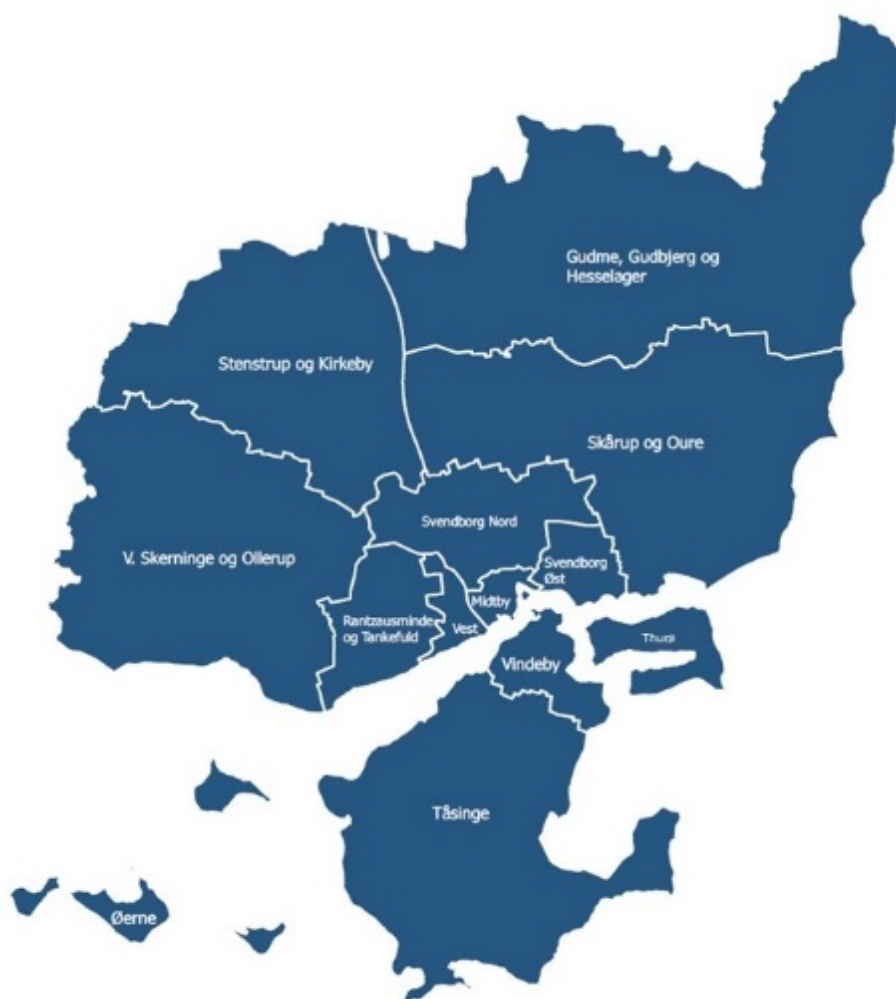 Gudme, Gudbjerg og
Hesselager
Stenstrup og Kirkeby
Skårup og Oure
Svendborg Nord
V. Skerninge og Ollerup
Svendborg
Øst
Midtby
Rantzausminde
og Tankefuld
Vest
Thurø
Vindeby
Tåsinge
Øerne